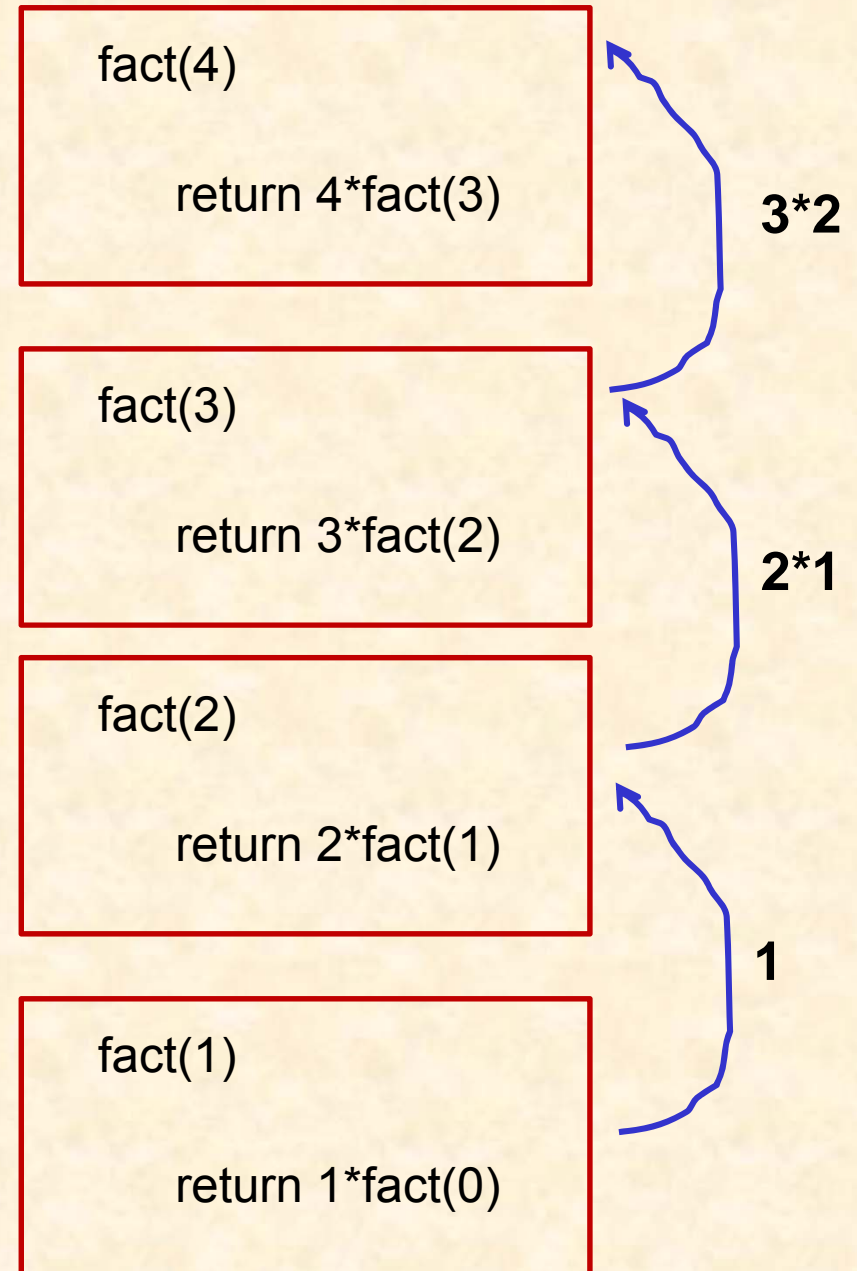 fact(4)
return 4*fact(3)
3*2
fact(3)
return 3*fact(2)
2*1
fact(2)
return 2*fact(1)
1
fact(1)
return 1*fact(0)